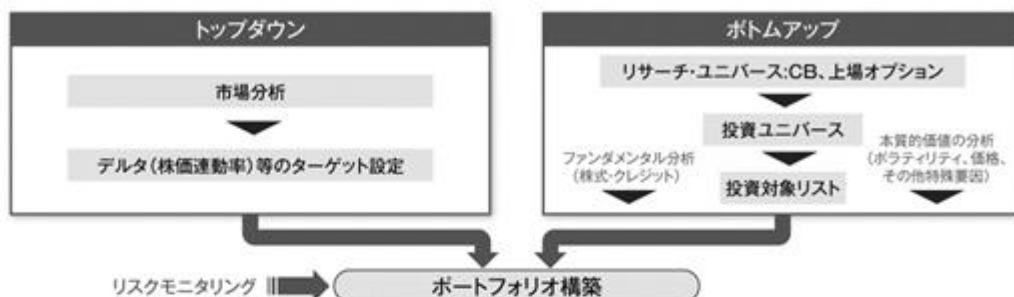 トップダウン
市場分析
デルタ(株価連動率)等のターゲット設定
ボトムアップ
リサーチ・ユニバース:CB、上場オプション
投資ユニバース
ファンダメンタル分析
(株式・クレジット)
本質的価値の分析
(ボラティリティ、価格、
その他特殊要因)
投資対象リスト
リスクモニタリング
ポートフォリオ構築